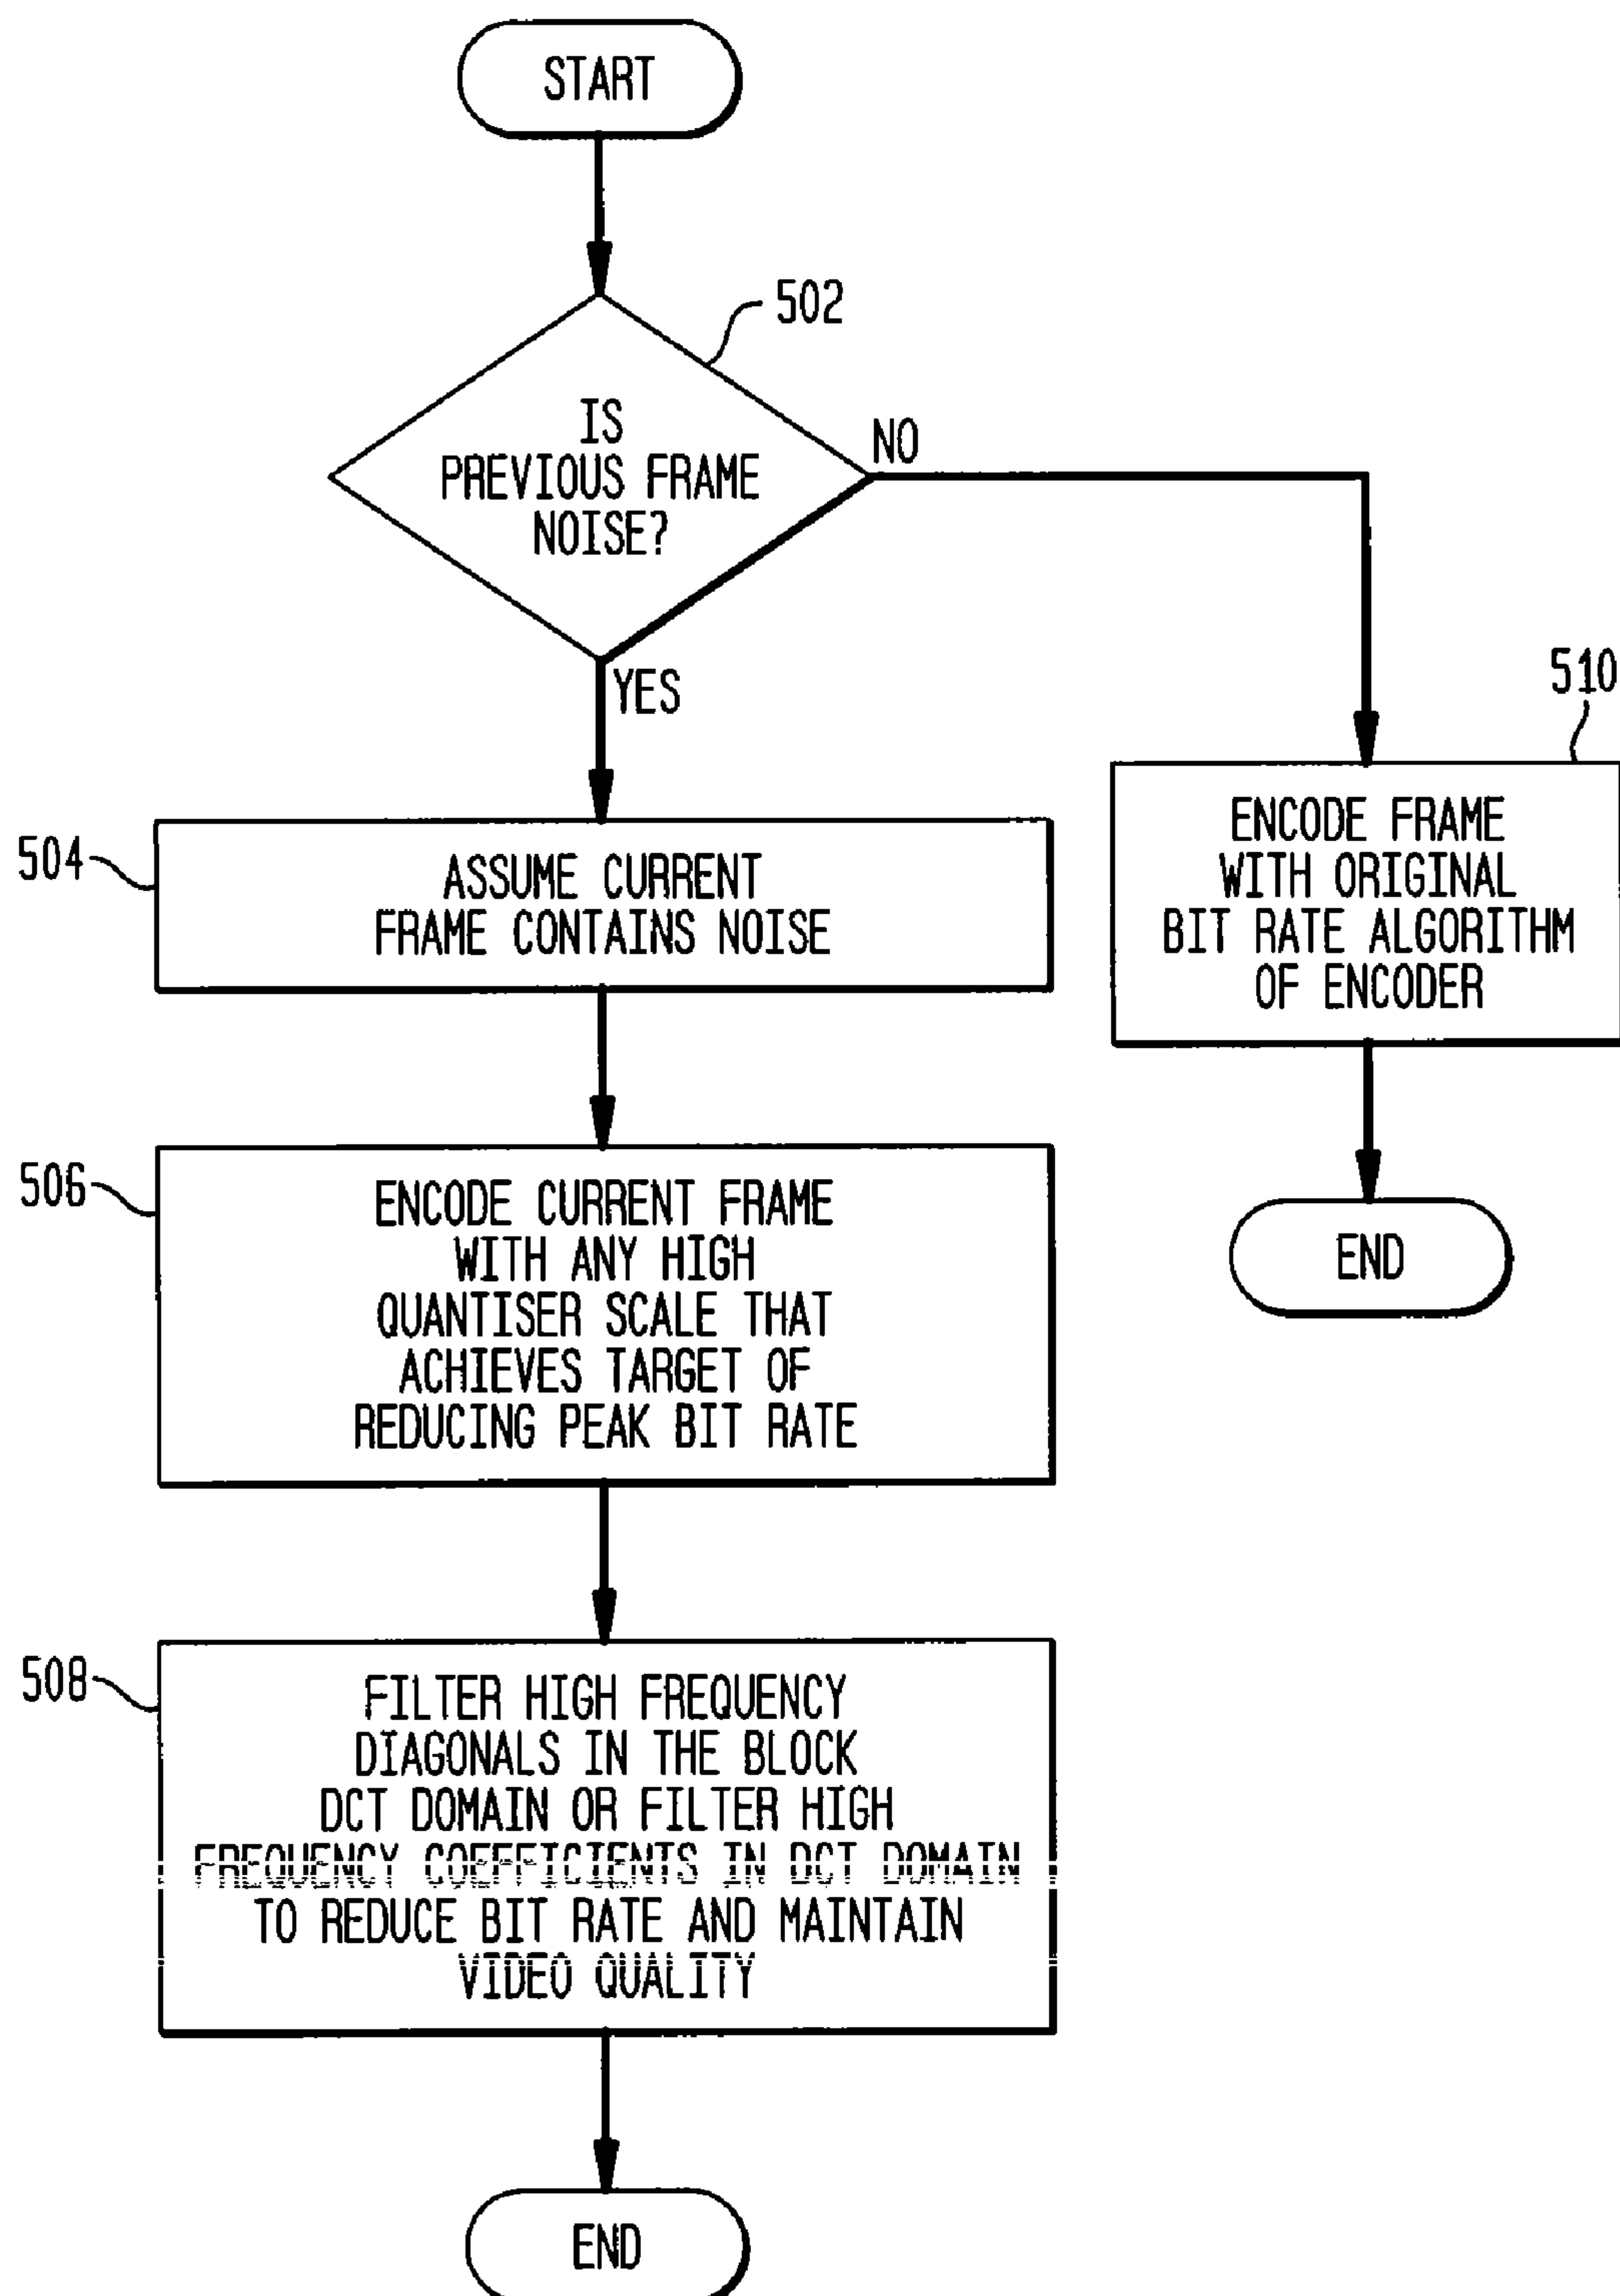 START
502
IS
PREVIOUS FRAME
NOISE?
NO
YES
510
504
ASSUME CURRENT
FRAME CONTAINS NOISE
ENCODE FRAME
WITH ORIGINAL
BIT RATE ALGORITHM
OF ENCODER
506
ENCODE CURRENT FRAME
WITH ANY HIGH
QUANTISER SCALE THAT
ACHIEVES TARGET OF
REDUCING PEAK BIT RATE
END
508
FILTER HIGH FREQUENCY
DIAGONALS IN THE BLOCK
DCT DOMAIN OR FILTER HIGH
FREQUENCY COEFFICIENTS IN DCT DOMAIN
TO REDUCE BIT RATE AND MAINTAIN
VIDEO QUALITY
END